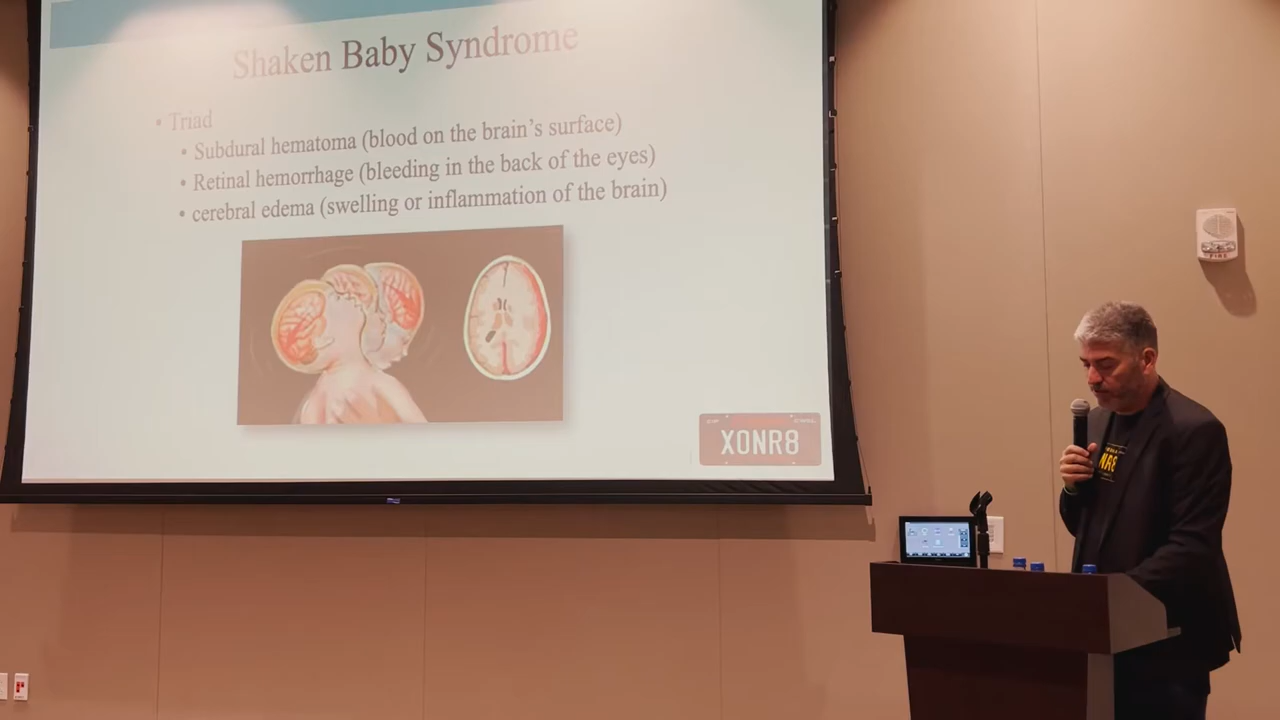 Shaken Baby Syndrome
• Triad
• Subdural hematoma (blood on the brain's surface)
• Retinal hemorrhage (bleeding in the back of the eyes)
• cerebral edema (swelling or inflammation of the brain)
XONR8
FIRE
NR8